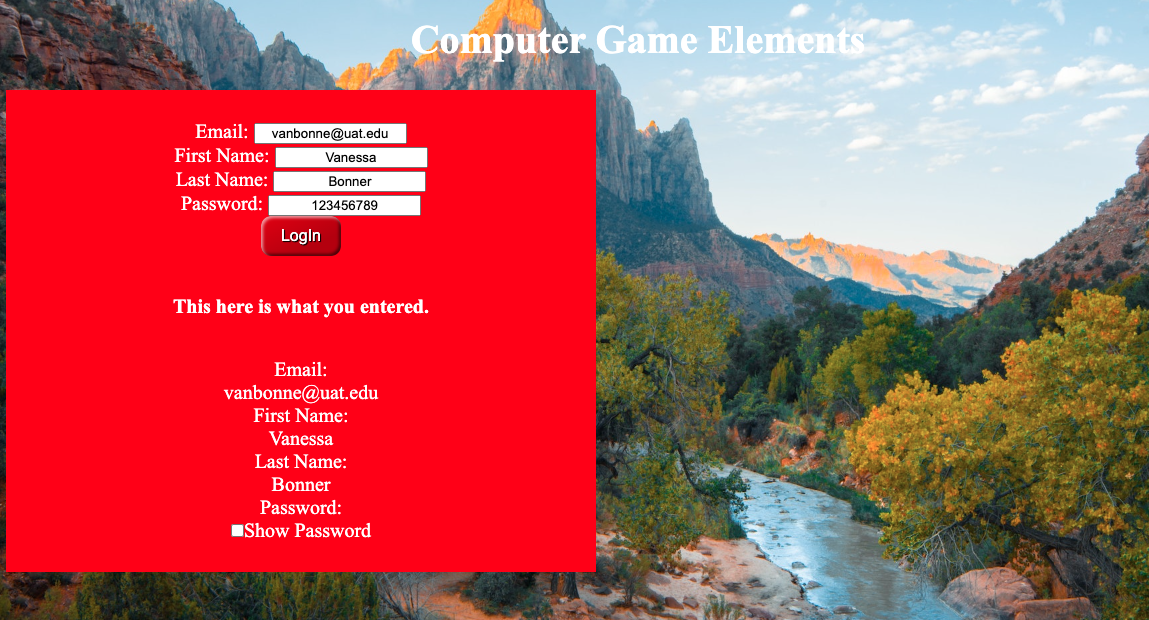 Computer Game Elements
Email: vanbonne@uat.edu
First Name: Vanessa
Last Name: Bonner
Password: 123456789
LogIn
This here is what you entered.
Email:
vanbonne@uat.edu
First Name:
Vanessa
Last Name:
Bonner
Password:
Show Password